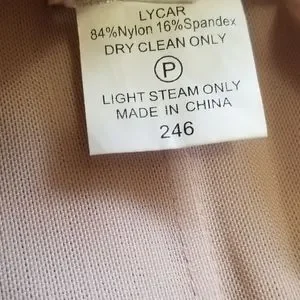 LYCAR
84%Nylon 16%Spandex
DRY CLEAN ONLY
P
LIGHT STEAM ONLY
MADE IN CHINA
246